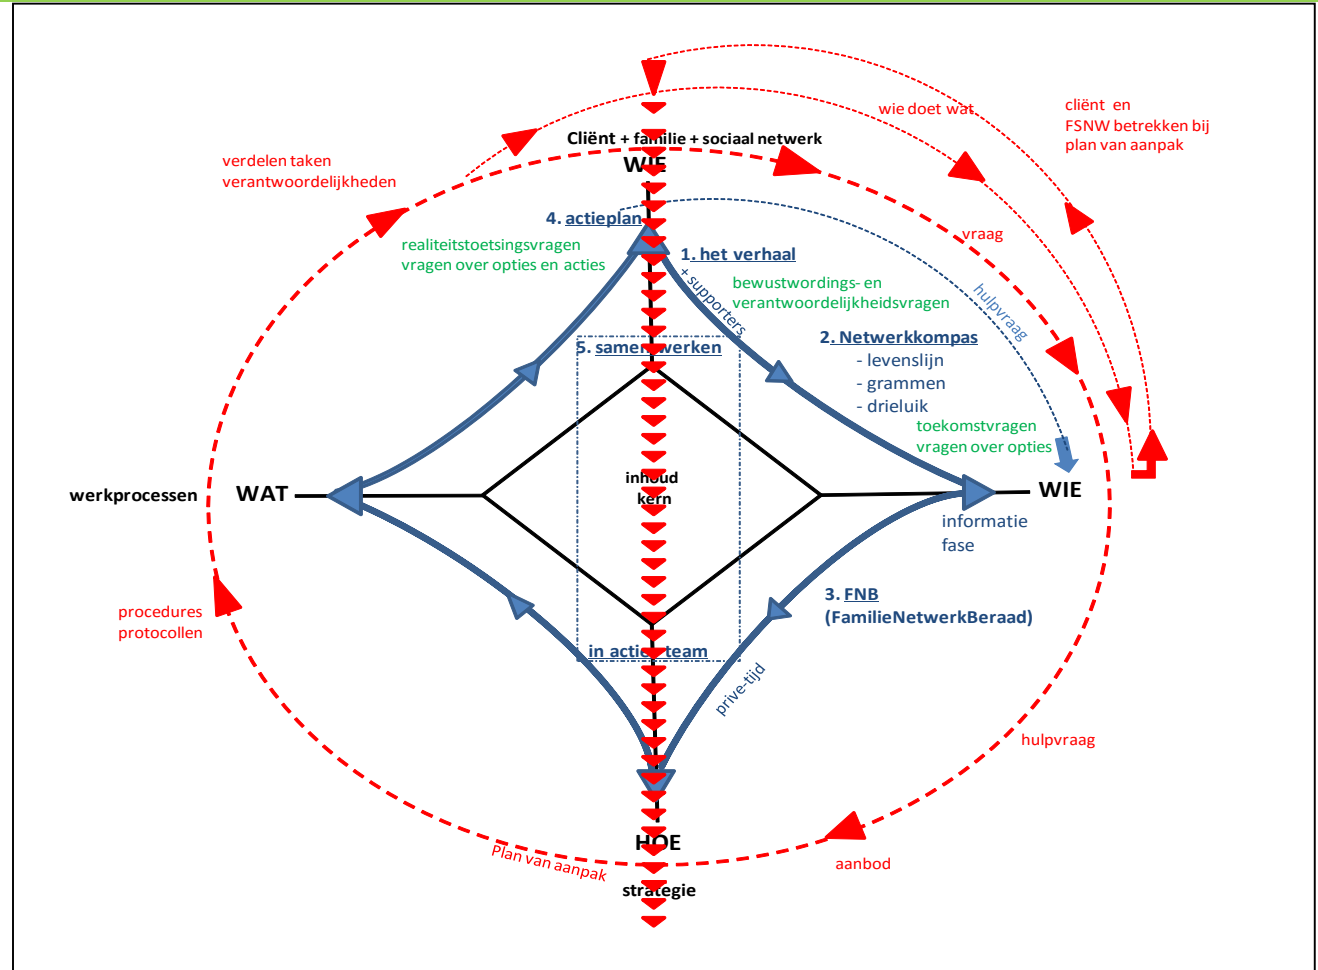 cliënt en
FSNW betrekken bij
plan van aanpak
wie doet wat
Cliënt + familie + sociaal netwerk
WIE
verdelen taken
verantwoordelijkheden
4. actieplan
vraag
realiteitstoetsingsvragen
vragen over opties en acties
1. het verhaal
+ supporters
bewustwordings- en
verantwoordelijkheidsvragen
hulpvraag
2. Netwerkkompas
- levenslijn
- grammen
- drieluik
5. samenwerken
toekomstvragen
vragen over opties
inhoud
kern
werkprocessen
WAT
WIE
informatie
fase
3. FNB
(FamilieNetwerkBeraad)
procedures
protocollen
in actie team
prive-tijd
hulpvraag
HOE
Plan van aanpak
aanbod
strategie